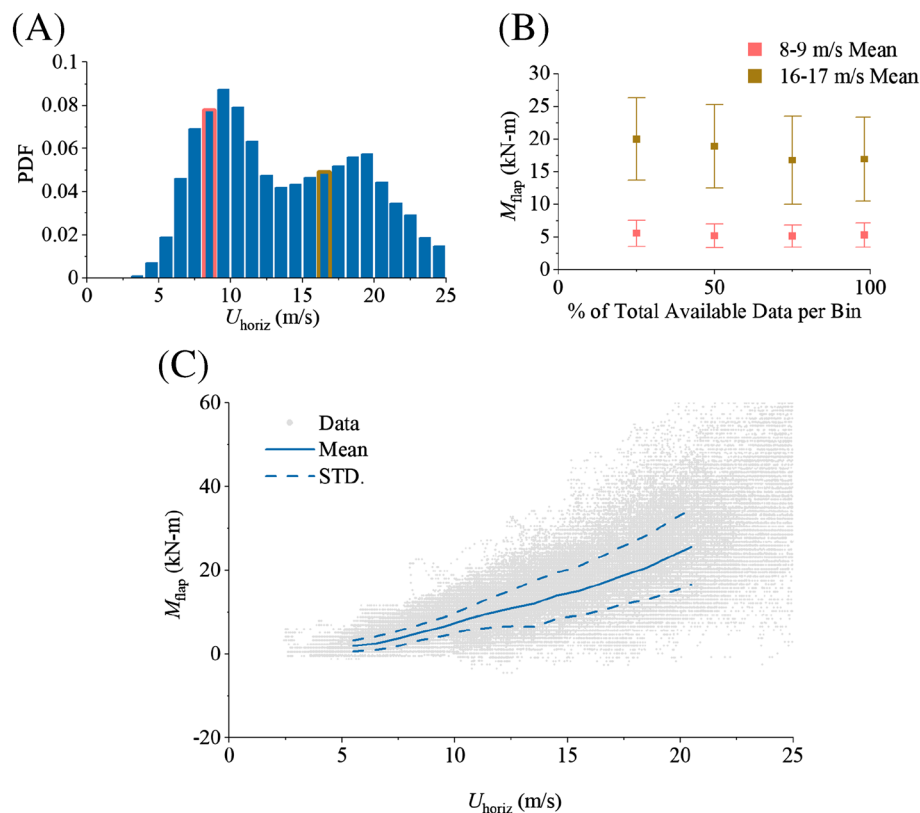 (A)
0.1
0.08
0.06
0.04
0.02
0
PDF
0 5 10 15 20 25
Uhoriz (m/s)
(B)
8-9 m/s Mean
16-17 m/s Mean
30
25
20
15
10
5
0
Mflap (kN-m)
0 50 100
% of Total Available Data per Bin
(C)
60
40
20
0
-20
Mflap (kN-m)
Data
Mean
STD.
0 5 10 15 20 25
Uhoriz (m/s)